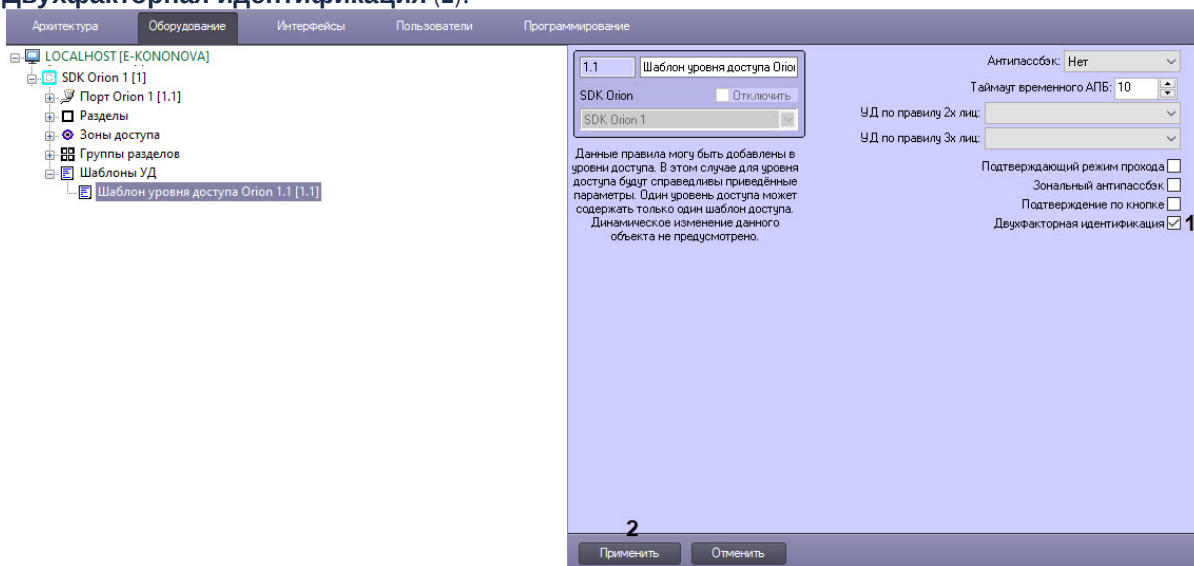 Двухфакторная идентификация (1).
Архитектура Оборудование Интерфейсы Пользователи Программирование
LOCALHOST [E-KONONOVA]
SDK Orion 1 [1]
Порт Orion 1 [1.1]
Разделы
Зоны доступа
Группы разделов
Шаблоны УД
Шаблон уровня доступа Orion 1.1 [1.1]
1.1 Шаблон уровня доступа Orion
SDK Orion Отключить
SDK Orion 1
Данные правила могу быть добавлены в
уровни доступа. В этом случае для уровня
доступа будут справедливы приведённые
параметры. Один уровень доступа может
содержать только один шаблон доступа.
Динамическое изменение данного
объекта не предусмотрено.
Антипассбэк: Нет
Таймаут временного АПБ: 10
УД по правилу 2х лиц:
УД по правилу 3х лиц:
Подтверждающий режим прохода
Зональный антипассбэк
Подтверждение по кнопке
Двухфакторная идентификация 1
2
Применить Отменить